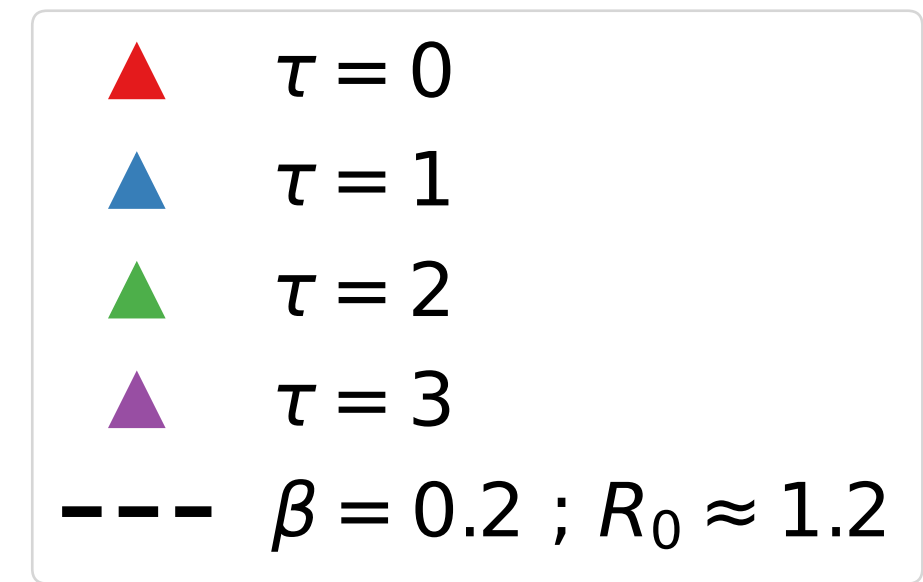 τ = 0
τ = 1
τ = 2
τ = 3
β = 0.2 ; R₀ ≈ 1.2